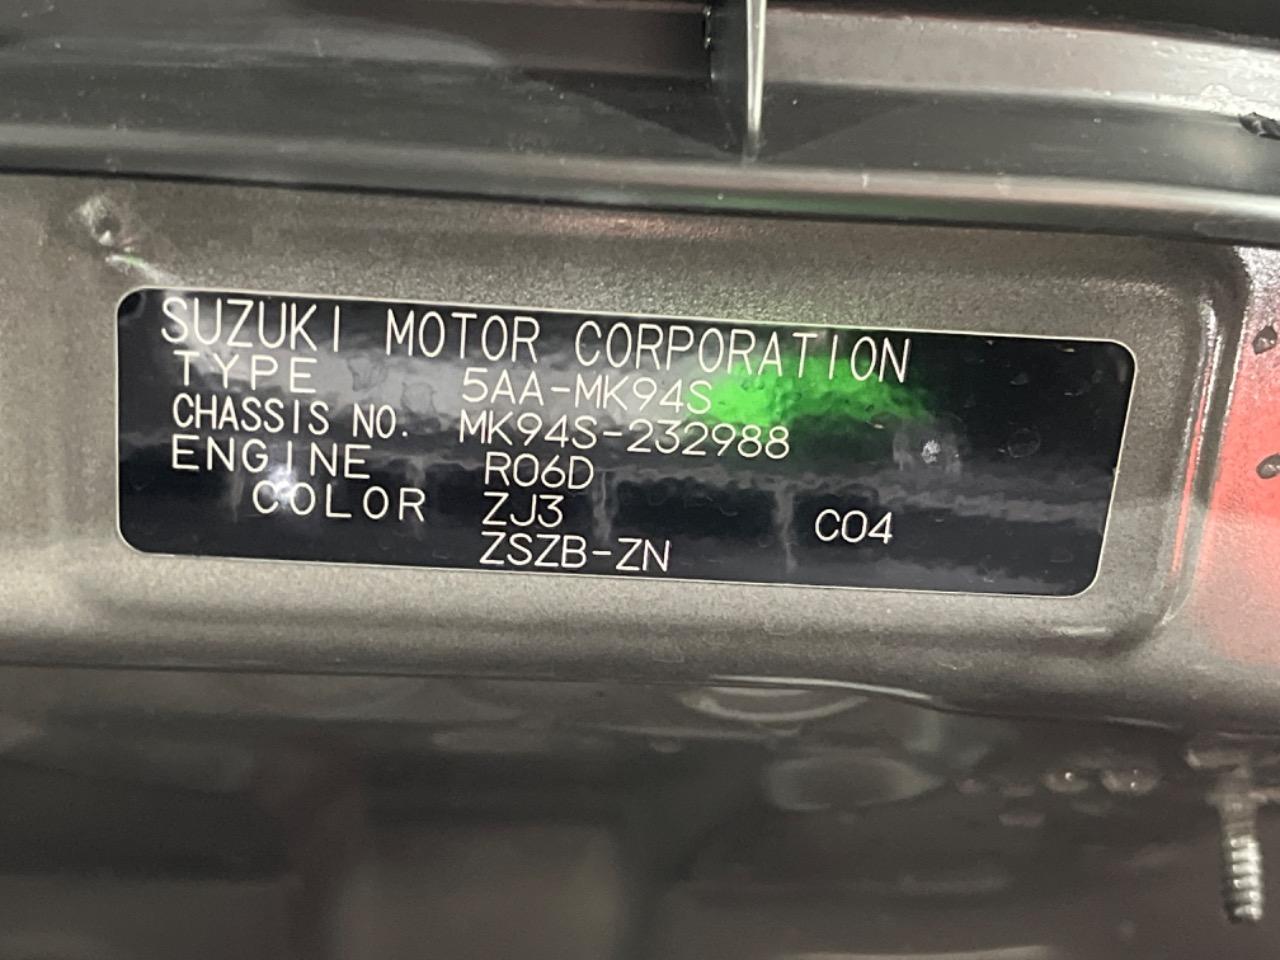 SUZUKI MOTOR CORPORATION
TYPE 5AA-MK94S
CHASSIS NO. MK94S-232988
ENGINE R06D
COLOR ZJ3 C04
ZSZB-ZN